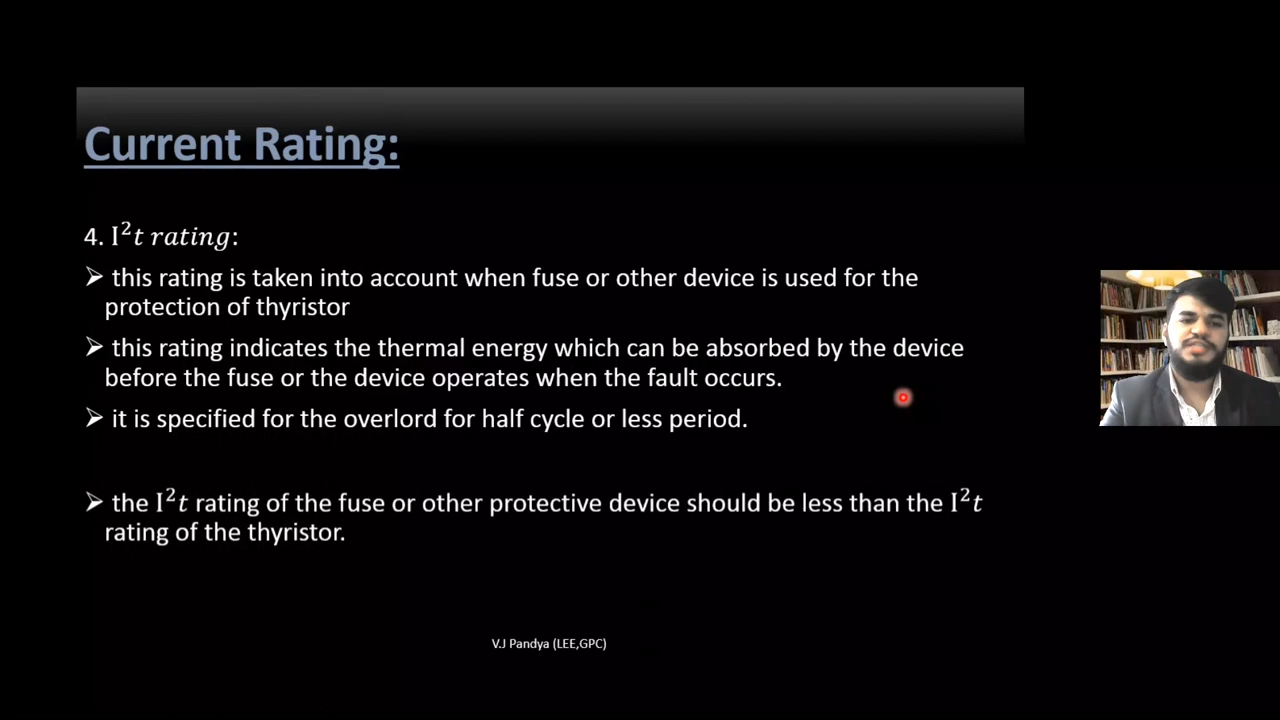 Current Rating:
4. I²t rating:
➢ this rating is taken into account when fuse or other device is used for the
protection of thyristor
➢ this rating indicates the thermal energy which can be absorbed by the device
before the fuse or the device operates when the fault occurs.
➢ it is specified for the overlord for half cycle or less period.
➢ the I²t rating of the fuse or other protective device should be less than the I²t
rating of the thyristor.
V.J Pandya (LEE,GPC)